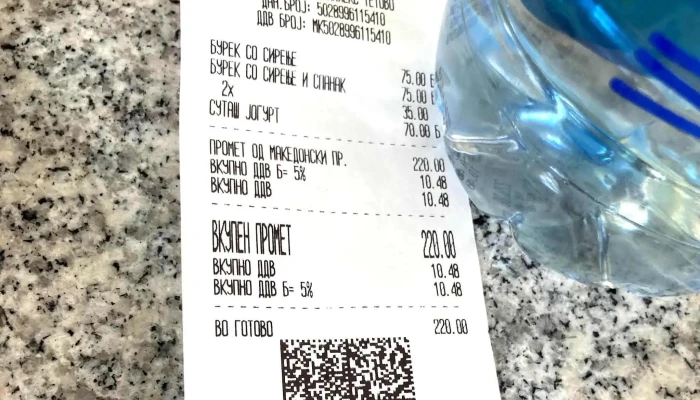 ТЕТОВО
ДАН.БРОЈ: 5028996115410
ДДВ БРОЈ: МК5028996115410
БУРЕК СО СИРЕЊЕ 75.00 Б
БУРЕК СО СИРЕЊЕ И СПАНАК 75.00 Б
2x 35.00
СУТАШ ЈОГУРТ 70.00 Б
ПРОМЕТ ОД МАКЕДОНСКИ ПР. 220.00
ВКУПНО ДДВ Б= 5% 10.48
ВКУПНО ДДВ 10.48
ВКУПЕН ПРОМЕТ 220.00
ВКУПНО ДДВ 10.48
ВКУПНО ДДВ Б= 5% 10.48
ВО ГОТОВО 220.00